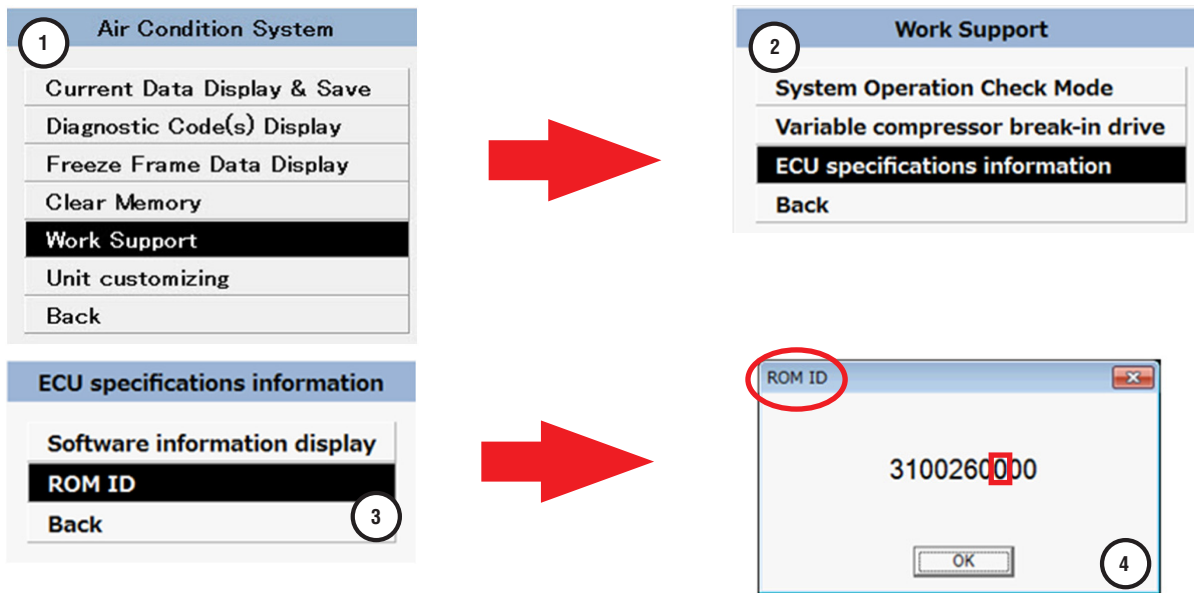 1
Air Condition System
Current Data Display & Save
Diagnostic Code(s) Display
Freeze Frame Data Display
Clear Memory
Work Support
Unit customizing
Back
2
Work Support
System Operation Check Mode
Variable compressor break-in drive
ECU specifications information
Back
ECU specifications information
Software information display
ROM ID
Back
3
ROM ID
3100260000
OK
4